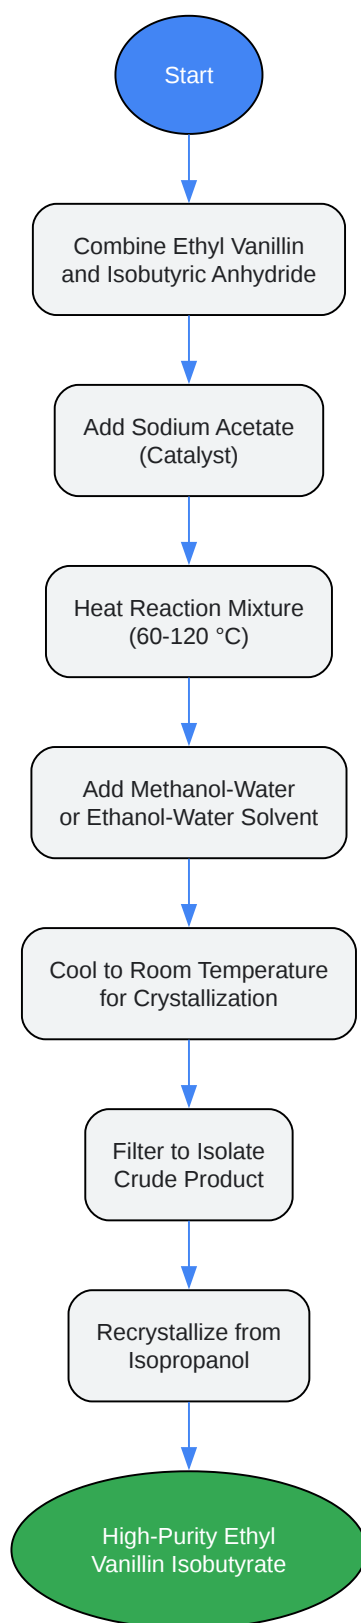 Start
Combine Ethyl Vanillin
and Isobutyric Anhydride
Add Sodium Acetate
(Catalyst)
Heat Reaction Mixture
(60-120 °C)
Add Methanol-Water
or Ethanol-Water Solvent
Cool to Room Temperature
for Crystallization
Filter to Isolate
Crude Product
Recrystallize from
Isopropanol
High-Purity Ethyl
Vanillin Isobutyrate